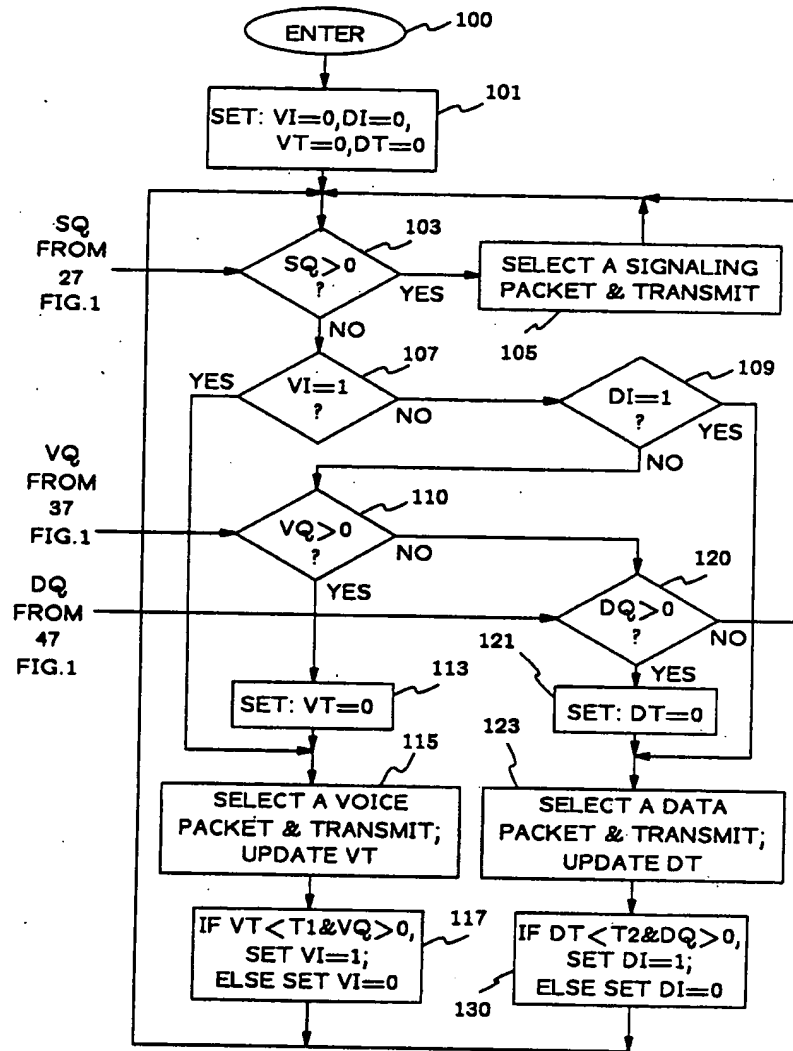 ENTER
100
101
SET: VI=0,DI=0,
VT=0,DT=0
SQ
FROM
27
FIG.1
103
SQ>0
?
YES
NO
SELECT A SIGNALING
PACKET & TRANSMIT
105
107
VI=1
?
YES
NO
109
DI=1
?
YES
NO
VQ
FROM
37
FIG.1
110
VQ>0
?
NO
YES
DQ
FROM
47
FIG.1
120
DQ>0
?
NO
YES
113
SET: VT=0
121
SET: DT=0
115
SELECT A VOICE
PACKET & TRANSMIT;
UPDATE VT
123
SELECT A DATA
PACKET & TRANSMIT;
UPDATE DT
IF VT<T1&VQ>0,
SET VI=1;
ELSE SET VI=0
117
IF DT<T2&DQ>0,
SET DI=1;
ELSE SET DI=0
130